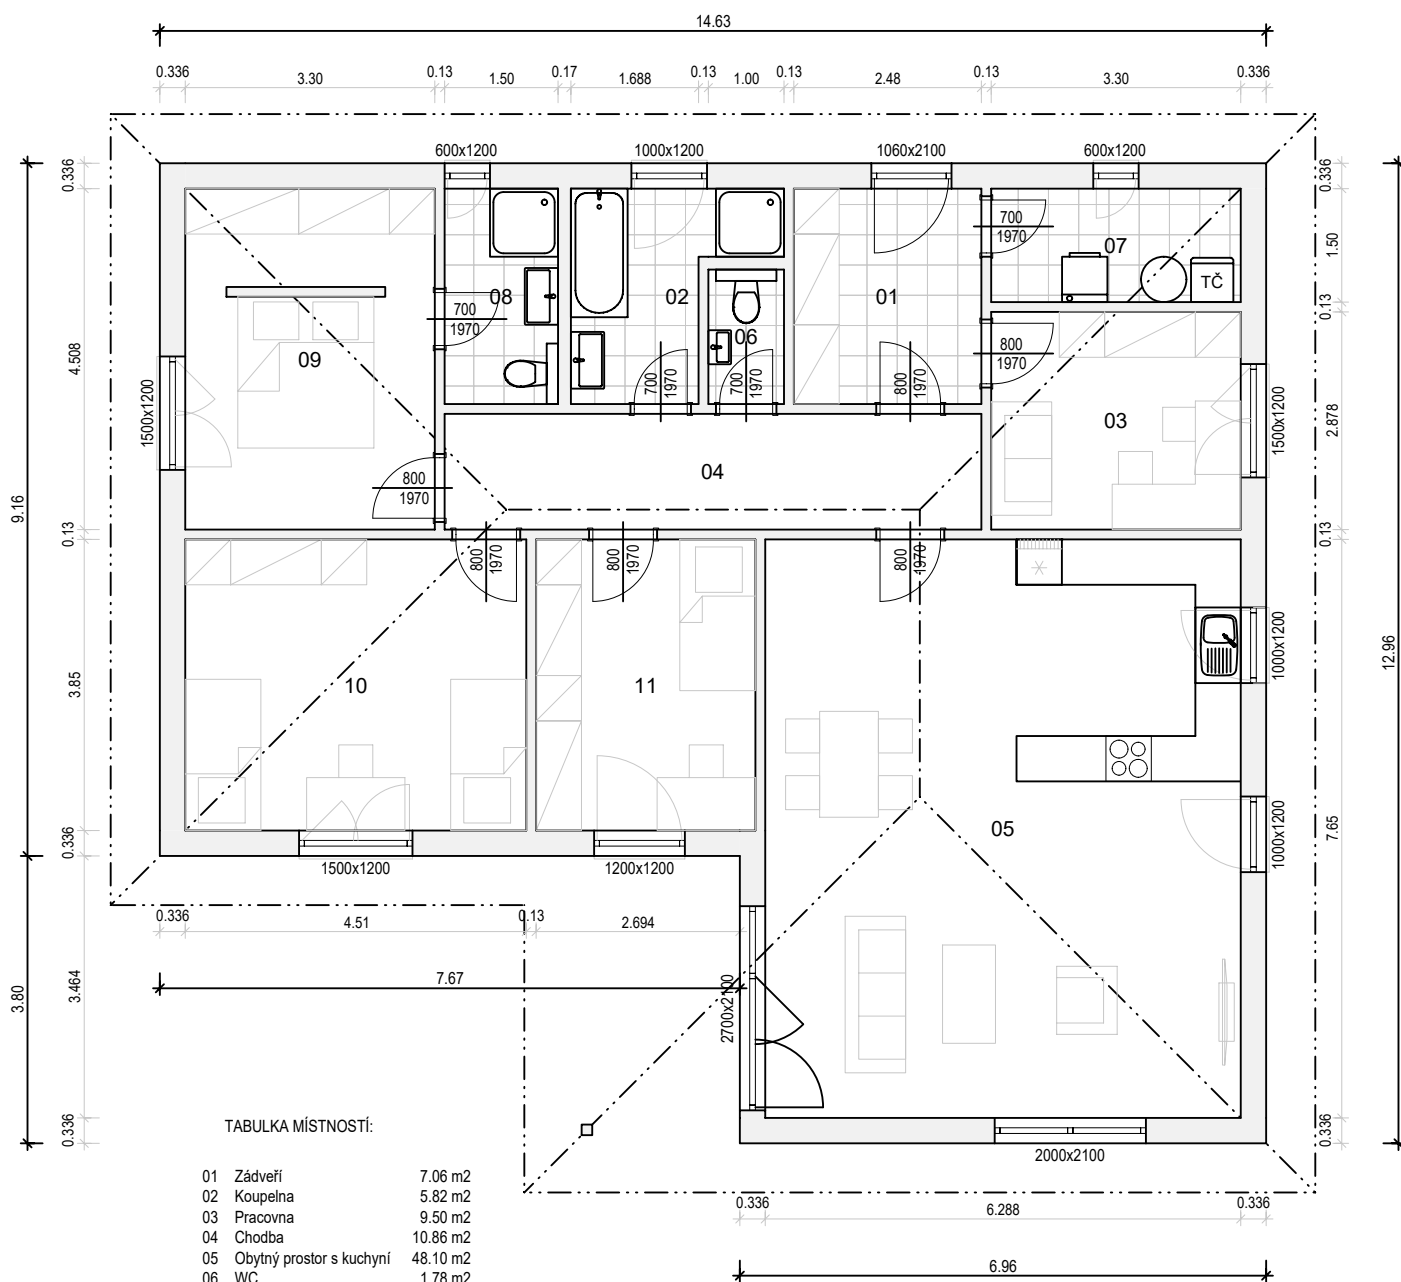 14.63
0.336 3.30 0.13 1.50 0.17 1.688 0.13 1.00 0.13 2.48 0.13 3.30 0.336
600x1200 1000x1200 1060x2100 600x1200
0.336 0.336
700
1970
07
1.50
TČ
08 02 01
700
1970
0.13 0.13
06
09
4.508
800
1970
700
1970
700
1970
800
1970
1500x1200
03
1500x1200
2.878
04
800
1970
9.16
0.13 0.13
800
1970
800
1970
800
1970
1000x1200
12.96
10 11
3.85
05
1000x1200
7.65
0.336
1500x1200 1200x1200
0.336 4.51 0.13 2.694
7.67
3.464
3.80
2700x2100
0.336 0.336
2000x2100
TABULKA MÍSTNOSTÍ:
01 Zádveří 7.06 m2
02 Koupelna 5.82 m2
03 Pracovna 9.50 m2
04 Chodba 10.86 m2
05 Obytný prostor s kuchyní 48.10 m2
06 WC 1.78 m2
0.336 6.288 0.336
6.96